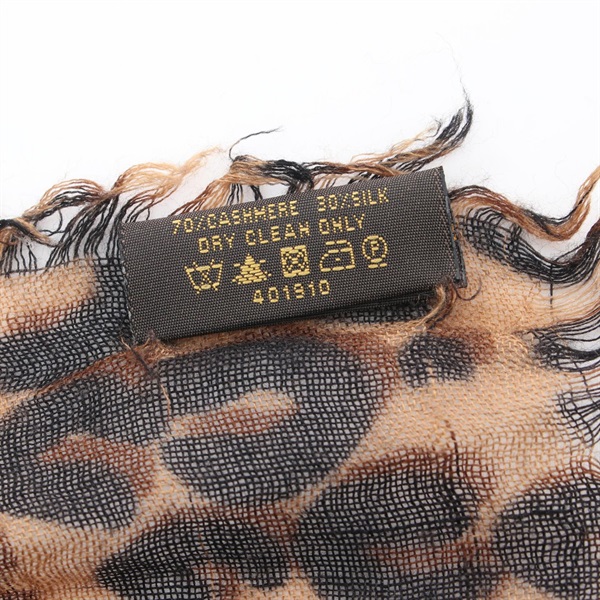 70%CASHMERE 30%SILK
DRY CLEAN ONLY
401910